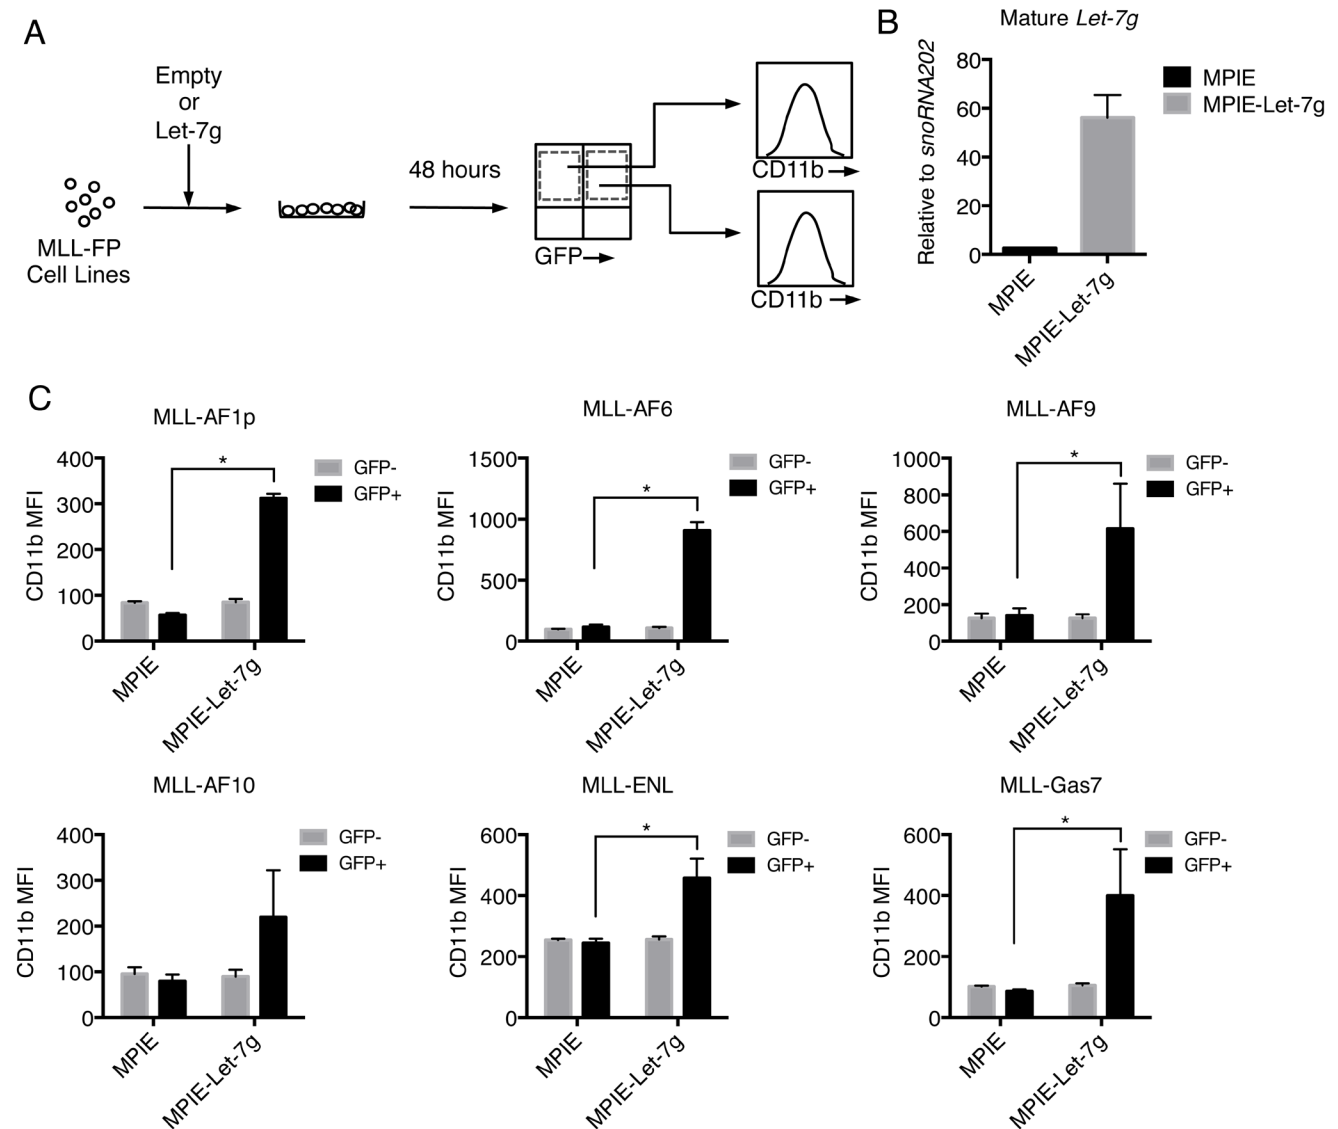 A
Empty
or
Let-7g
MLL-FP
Cell Lines
48 hours
GFP
CD11b
CD11b
B
Mature Let-7g
Relative to snoRNA202
80
60
40
20
0
MPIE
MPIE-Let-7g
MPIE
MPIE-Let-7g
C
MLL-AF1p
CD11b MFI
400
300
200
100
0
*
GFP-
GFP+
MPIE
MPIE-Let-7g
MLL-AF6
CD11b MFI
1500
1000
500
0
*
GFP-
GFP+
MPIE
MPIE-Let-7g
MLL-AF9
CD11b MFI
1000
800
600
400
200
0
*
GFP-
GFP+
MPIE
MPIE-Let-7g
MLL-AF10
CD11b MFI
400
300
200
100
0
GFP-
GFP+
MPIE
MPIE-Let-7g
MLL-ENL
CD11b MFI
600
400
200
0
*
GFP-
GFP+
MPIE
MPIE-Let-7g
MLL-Gas7
CD11b MFI
600
400
200
0
*
GFP-
GFP+
MPIE
MPIE-Let-7g